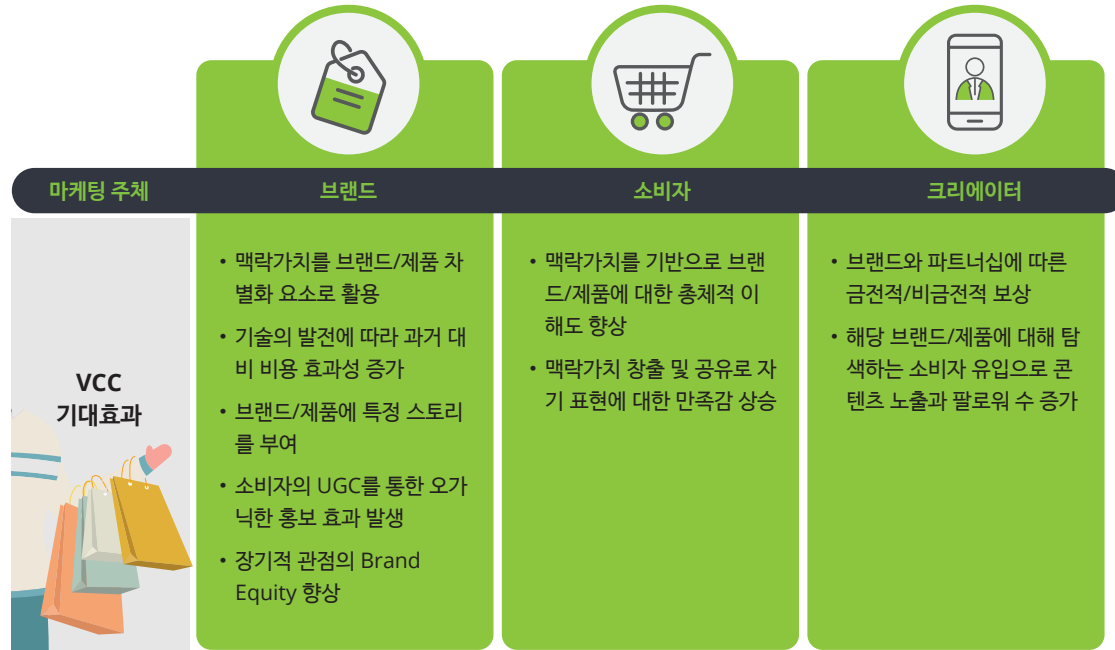 마케팅 주체
브랜드
소비자
크리에이터
VCC
기대효과
• 맥락가치를 브랜드/제품 차
별화 요소로 활용
• 기술의 발전에 따라 과거 대
비 비용 효과성 증가
• 브랜드/제품에 특정 스토리
를 부여
• 소비자의 UGC를 통한 오가
닉한 홍보 효과 발생
• 장기적 관점의 Brand
Equity 향상
• 맥락가치를 기반으로 브랜
드/제품에 대한 총체적 이
해도 향상
• 맥락가치 창출 및 공유로 자
기 표현에 대한 만족감 상승
• 브랜드와 파트너십에 따른
금전적/비금전적 보상
• 해당 브랜드/제품에 대해 탐
색하는 소비자 유입으로 콘
텐츠 노출과 팔로워 수 증가